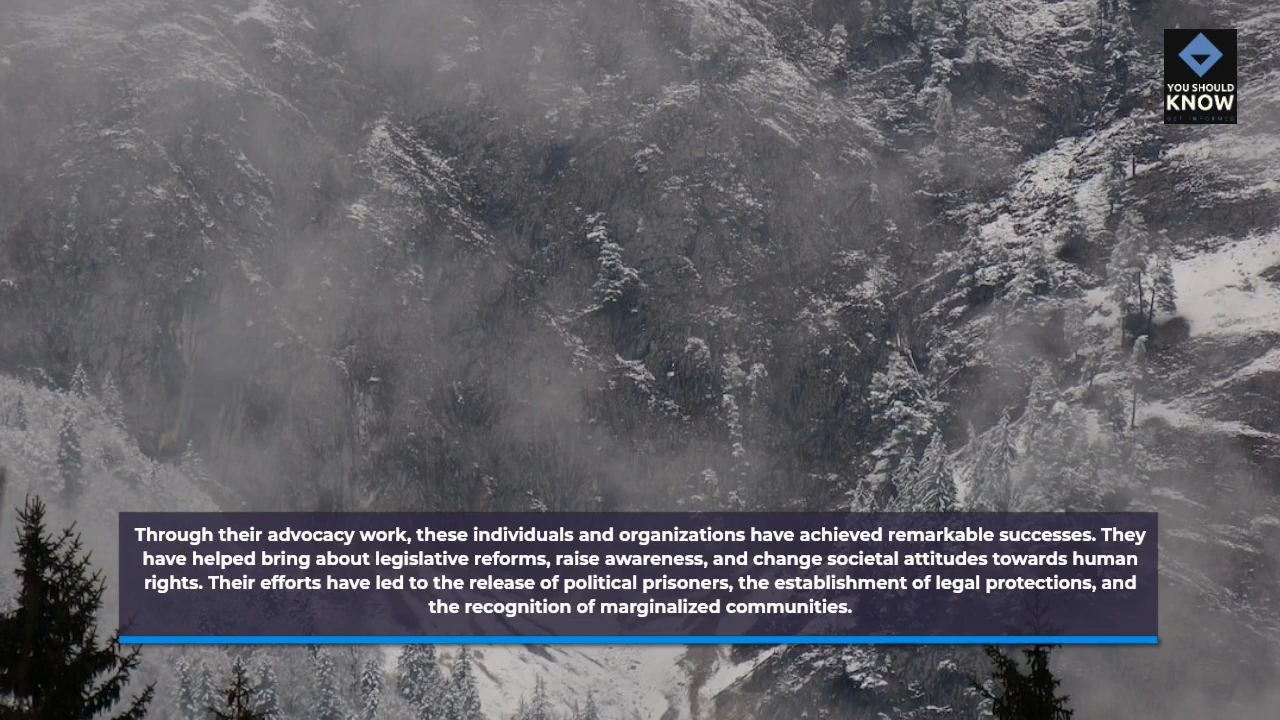 YOU SHOULD
KNOW
GET INFORMED
Through their advocacy work, these individuals and organizations have achieved remarkable successes. They
have helped bring about legislative reforms, raise awareness, and change societal attitudes towards human
rights. Their efforts have led to the release of political prisoners, the establishment of legal protections, and
the recognition of marginalized communities.